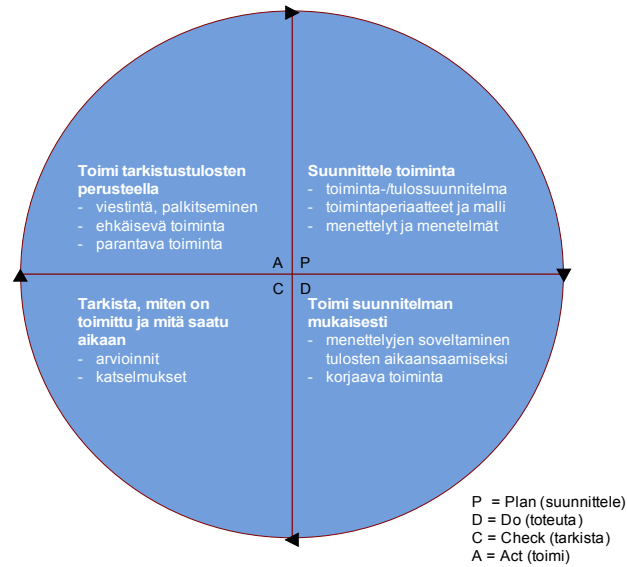 Toimi tarkistustulosten
perusteella
- viestintä, palkitseminen
- ehkäisevä toiminta
- parantava toiminta
Suunnittele toiminta
- toiminta-/tulossuunnitelma
- toimintaperiaatteet ja malli
- menettelyt ja menetelmät
A P
C D
Tarkista, miten on
toimittu ja mitä saatu
aikaan
- arvioinnit
- katselmukset
Toimi suunnitelman
mukaisesti
- menettelyjen soveltaminen
tulosten aikaansaamiseksi
- korjaava toiminta
P = Plan (suunnittele)
D = Do (toteuta)
C = Check (tarkista)
A = Act (toimi)